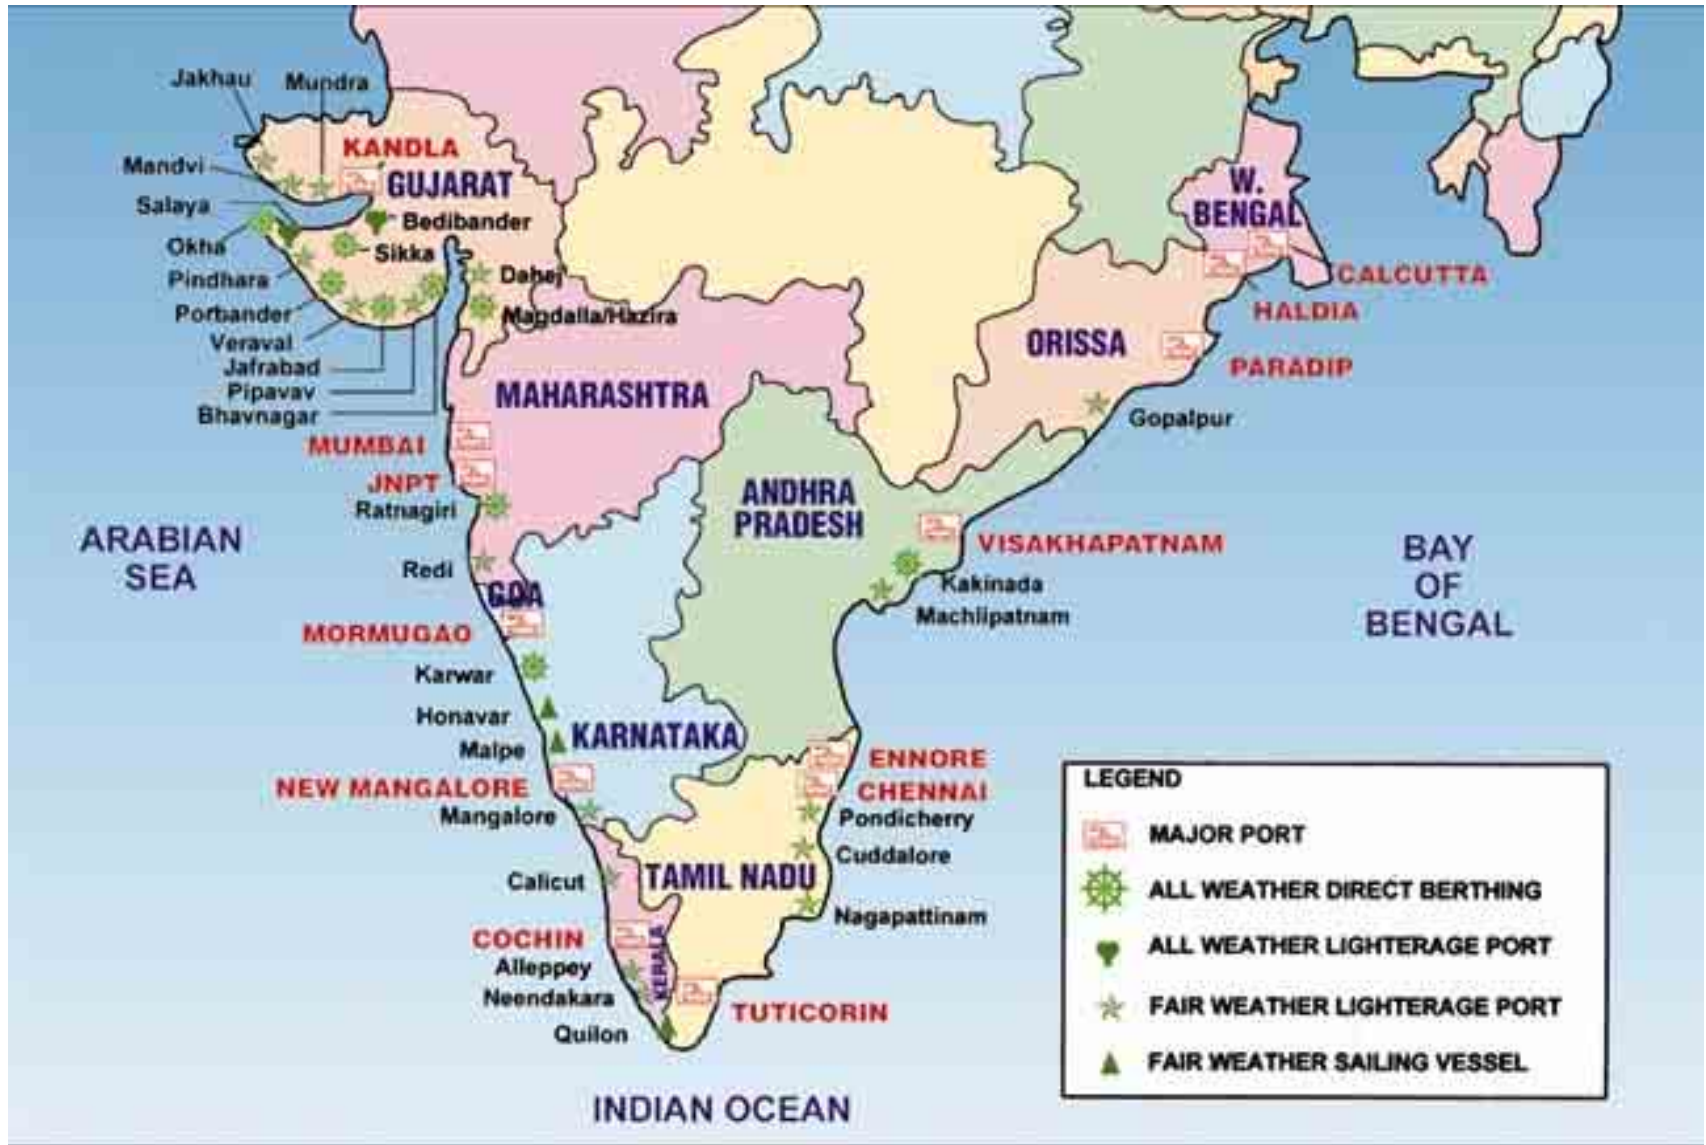 Jakhau
Mundra
KANDLA
Mandvi
GUJARAT
Salaya
Bedibander
Okha
Sikka
Pindhara
Dahej
Porbander
Magdalla/Hazira
Veraval
Jafrabad
Pipavav
Bhavnagar
W.
BENGAL
CALCUTTA
HALDIA
ORISSA
PARADIP
Gopalpur
MAHARASHTRA
MUMBAI
JNPT
Ratnagiri
ANDHRA
PRADESH
VISAKHAPATNAM
ARABIAN
SEA
BAY
OF
BENGAL
Redi
Kakinada
GOA
Machlipatnam
MORMUGAO
Karwar
Honavar
KARNATAKA
Malpe
ENNORE
NEW MANGALORE
CHENNAI
Mangalore
Pondicherry
Cuddalore
Calicut
TAMIL NADU
Nagapattinam
COCHIN
KERALA
Alleppey
Neendakara
TUTICORIN
Quilon
INDIAN OCEAN
LEGEND
MAJOR PORT
ALL WEATHER DIRECT BERTHING
ALL WEATHER LIGHTERAGE PORT
FAIR WEATHER LIGHTERAGE PORT
FAIR WEATHER SAILING VESSEL